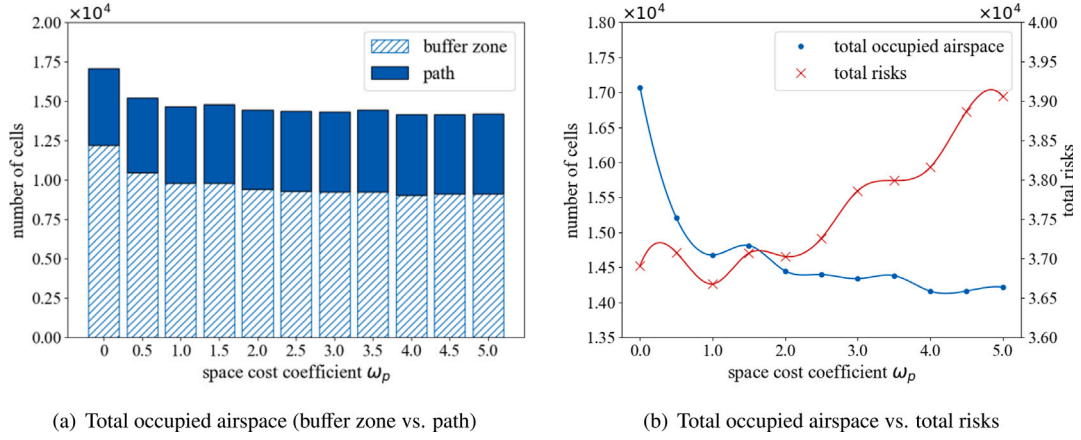 ×10⁴
2.00
1.75
1.50
1.25
1.00
0.75
0.50
0.25
0.00
number of cells
buffer zone
path
0 0.5 1.0 1.5 2.0 2.5 3.0 3.5 4.0 4.5 5.0
space cost coefficient ωₚ
(a) Total occupied airspace (buffer zone vs. path)
×10⁴
1.80
1.75
1.70
1.65
1.60
1.55
1.50
1.45
1.40
1.35
number of cells
total occupied airspace
total risks
×10⁴
4.00
3.95
3.90
3.85
3.80
3.75
3.70
3.65
3.60
total risks
0.0 1.0 2.0 3.0 4.0 5.0
space cost coefficient ωₚ
(b) Total occupied airspace vs. total risks